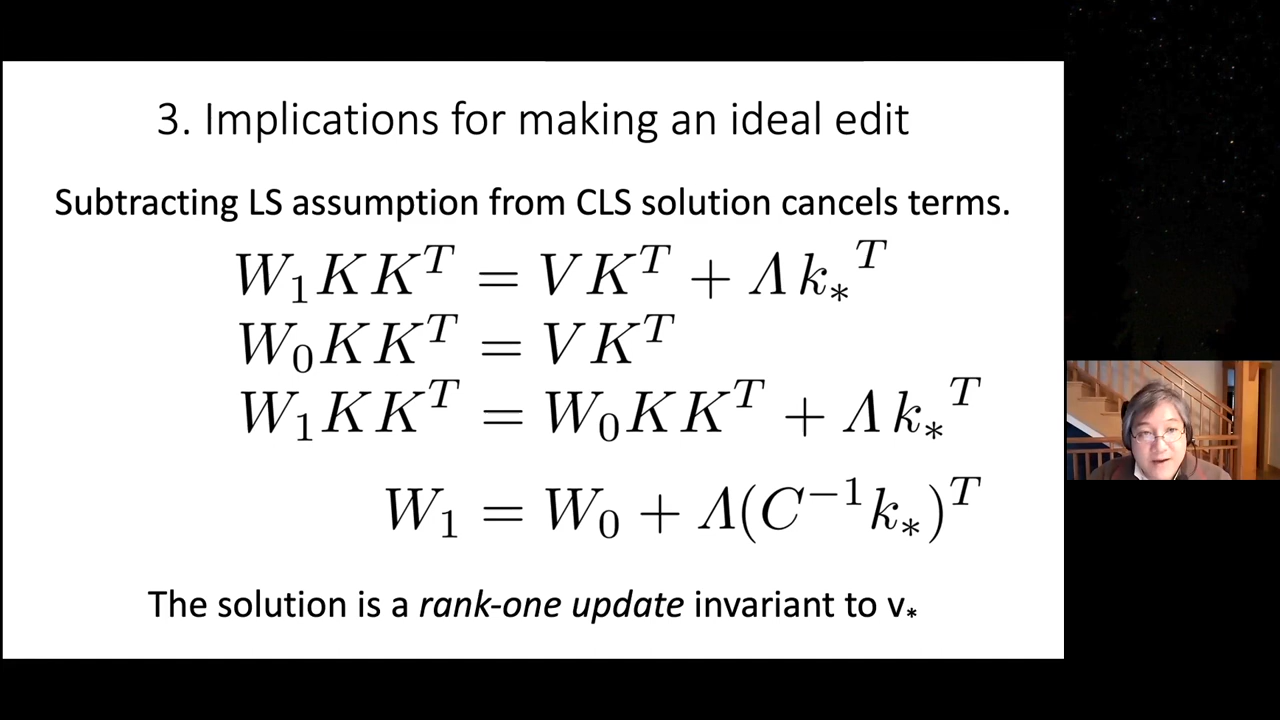 3. Implications for making an ideal edit
Subtracting LS assumption from CLS solution cancels terms.
W₁KKᵀ = VKᵀ + Λk∗ᵀ
W₀KKᵀ = VKᵀ
W₁KKᵀ = W₀KKᵀ + Λk∗ᵀ
W₁ = W₀ + Λ(C⁻¹k∗)ᵀ
The solution is a rank-one update invariant to v∗